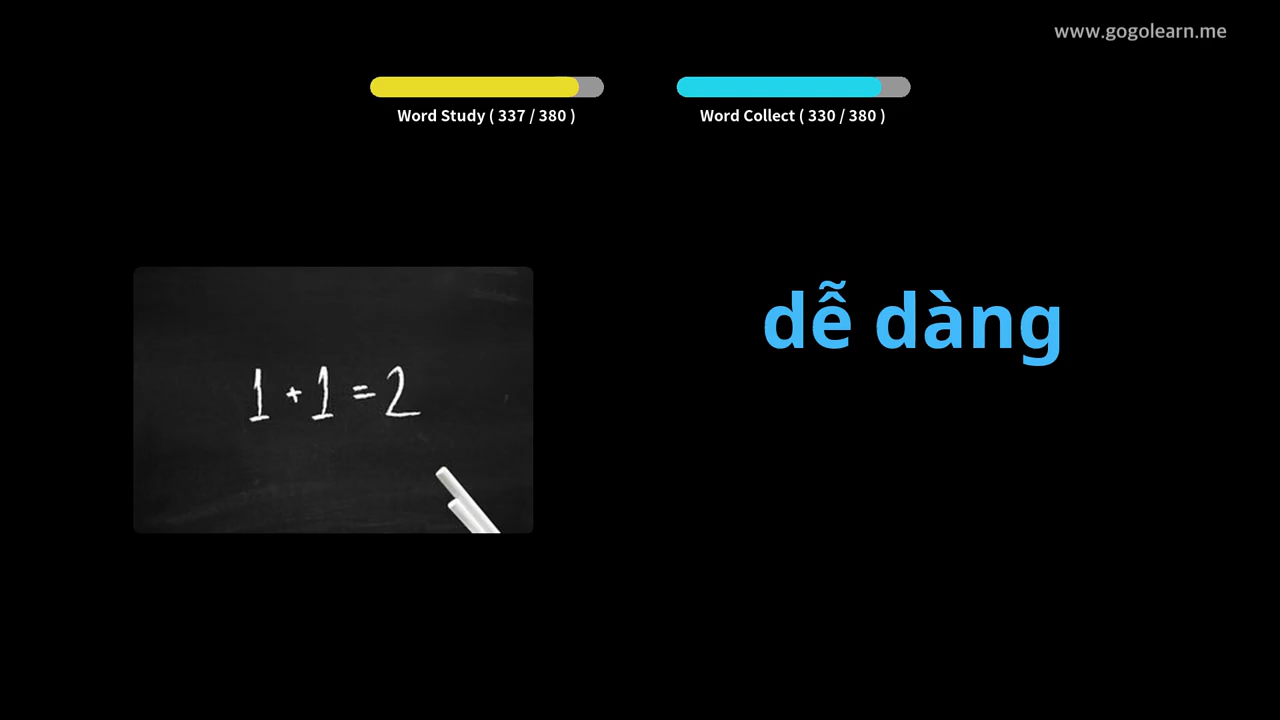 www.gogolearn.me
Word Study ( 337 / 380 )
Word Collect ( 330 / 380 )
dễ dàng
1 + 1 = 2